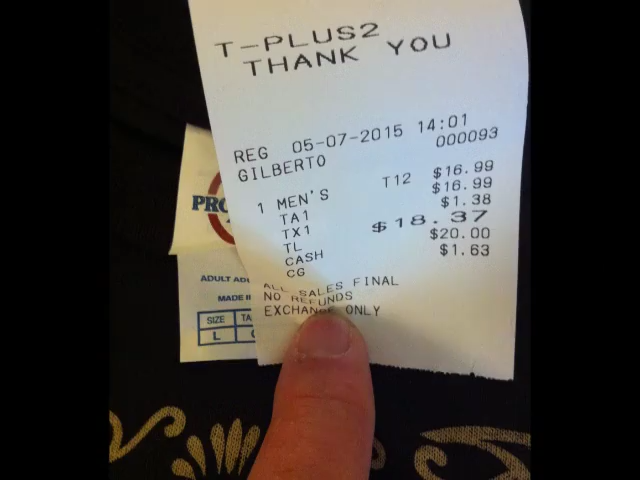 T-PLUS2
THANK YOU
REG 05-07-2015 14:01
GILBERTO 000093
1 MEN'S T12 $16.99
TA1 $16.99
TX1 $1.38
TL $18.37
CASH $20.00
CG $1.63
ALL SALES FINAL
NO REFUNDS
EXCHANGE ONLY
PRO
ADULT
MADE
SIZE
L